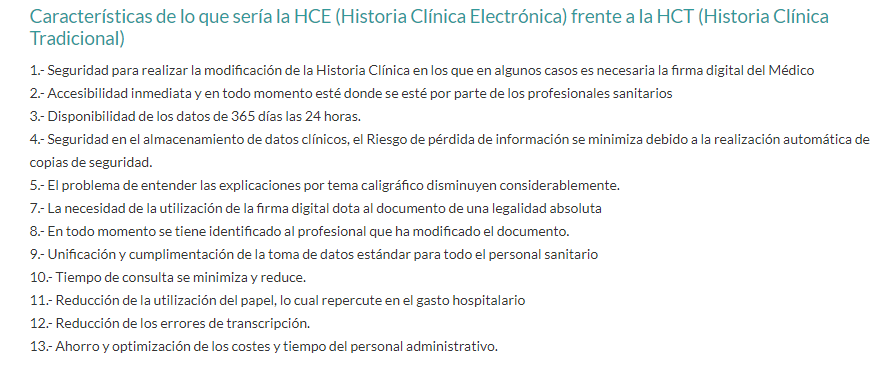 Características de lo que sería la HCE (Historia Clínica Electrónica) frente a la HCT (Historia Clínica
Tradicional)
1.- Seguridad para realizar la modificación de la Historia Clínica en los que en algunos casos es necesaria la firma digital del Médico
2.- Accesibilidad inmediata y en todo momento esté donde se esté por parte de los profesionales sanitarios
3.- Disponibilidad de los datos de 365 días las 24 horas.
4.- Seguridad en el almacenamiento de datos clínicos, el Riesgo de pérdida de información se minimiza debido a la realización automática de
copias de seguridad.
5.- El problema de entender las explicaciones por tema caligráfico disminuyen considerablemente.
7.- La necesidad de la utilización de la firma digital dota al documento de una legalidad absoluta
8.- En todo momento se tiene identificado al profesional que ha modificado el documento.
9.- Unificación y cumplimentación de la toma de datos estándar para todo el personal sanitario
10.- Tiempo de consulta se minimiza y reduce.
11.- Reducción de la utilización del papel, lo cual repercute en el gasto hospitalario
12.- Reducción de los errores de transcripción.
13.- Ahorro y optimización de los costes y tiempo del personal administrativo.